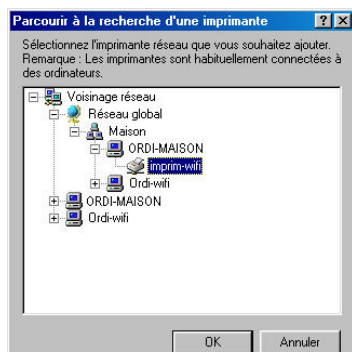 Parcourir à la recherche d'une imprimante
Sélectionnez l'imprimante réseau que vous souhaitez ajouter.
Remarque : Les imprimantes sont habituellement connectées à
des ordinateurs.
Voisinage réseau
Réseau global
Maison
ORDI-MAISON
imprim-wifi
Ordi-wifi
ORDI-MAISON
Ordi-wifi
OK Annuler